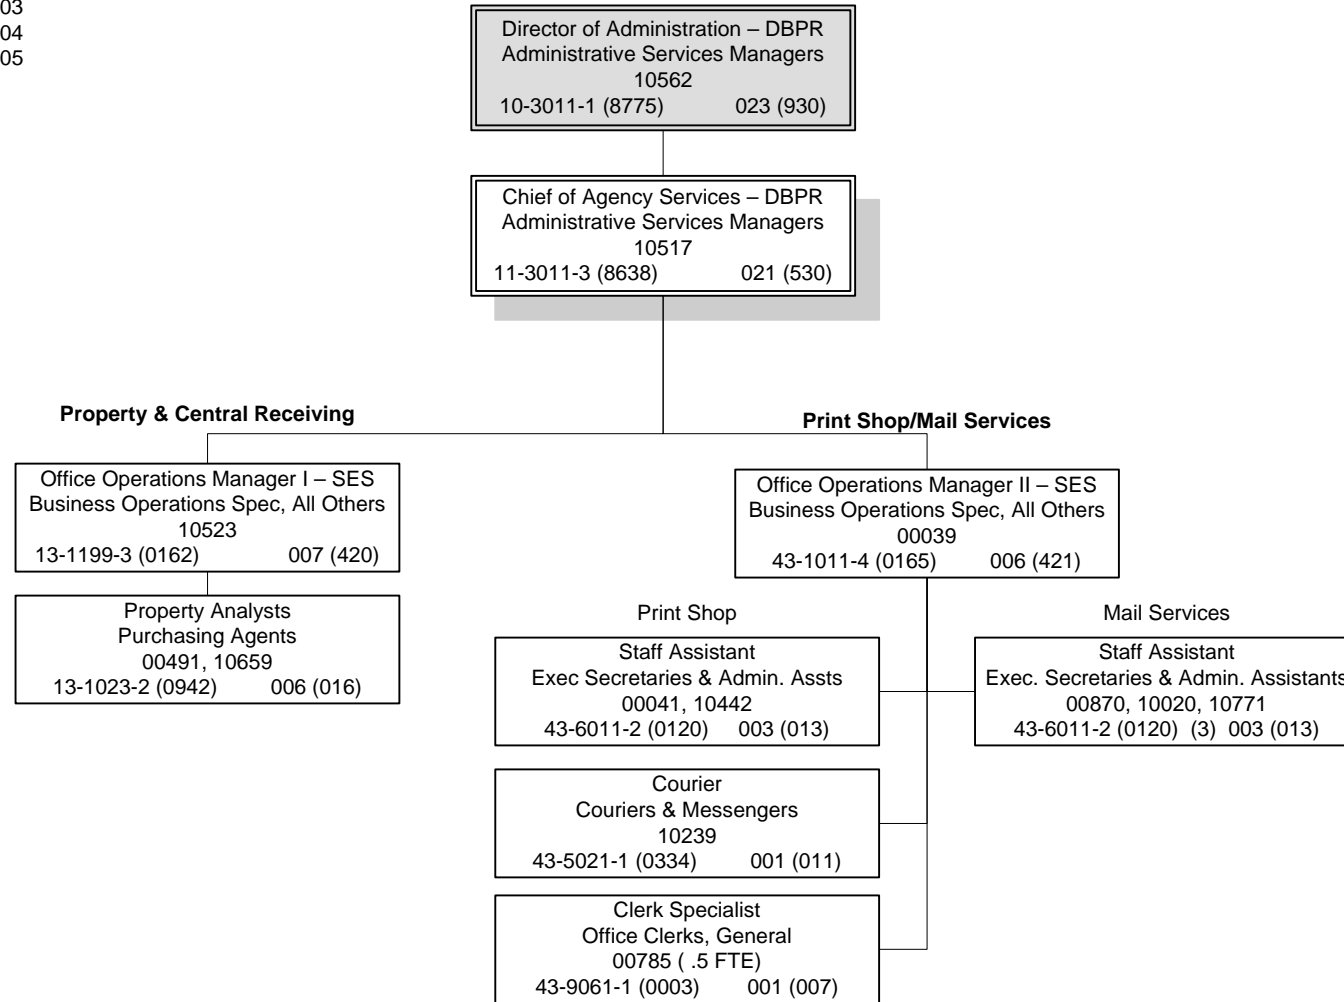 03
04
05
Director of Administration – DBPR
Administrative Services Managers
10562
10-3011-1 (8775) 023 (930)
Chief of Agency Services – DBPR
Administrative Services Managers
10517
11-3011-3 (8638) 021 (530)
Property & Central Receiving
Office Operations Manager I – SES
Business Operations Spec, All Others
10523
13-1199-3 (0162) 007 (420)
Property Analysts
Purchasing Agents
00491, 10659
13-1023-2 (0942) 006 (016)
Print Shop/Mail Services
Office Operations Manager II – SES
Business Operations Spec, All Others
00039
43-1011-4 (0165) 006 (421)
Print Shop
Staff Assistant
Exec Secretaries & Admin. Assts
00041, 10442
43-6011-2 (0120) 003 (013)
Courier
Couriers & Messengers
10239
43-5021-1 (0334) 001 (011)
Clerk Specialist
Office Clerks, General
00785 ( .5 FTE)
43-9061-1 (0003) 001 (007)
Mail Services
Staff Assistant
Exec. Secretaries & Admin. Assistants
00870, 10020, 10771
43-6011-2 (0120) (3) 003 (013)